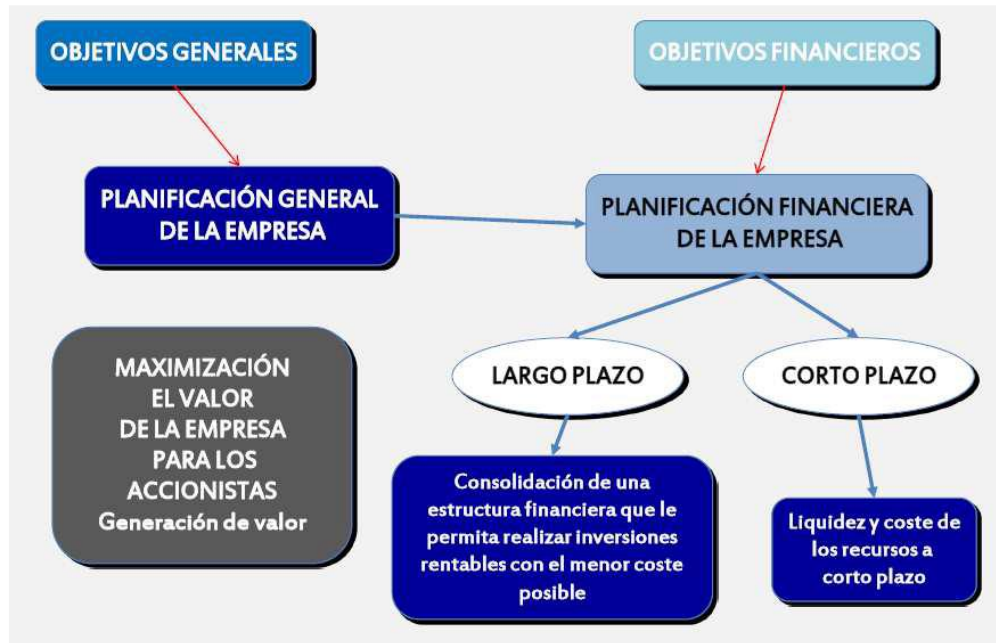 OBJETIVOS GENERALES
OBJETIVOS FINANCIEROS
PLANIFICACIÓN GENERAL
DE LA EMPRESA
PLANIFICACIÓN FINANCIERA
DE LA EMPRESA
MAXIMIZACIÓN
EL VALOR
DE LA EMPRESA
PARA LOS
ACCIONISTAS
Generación de valor
LARGO PLAZO
CORTO PLAZO
Consolidación de una
estructura financiera que le
permita realizar inversiones
rentables con el menor coste
posible
Liquidez y coste de
los recursos a
corto plazo